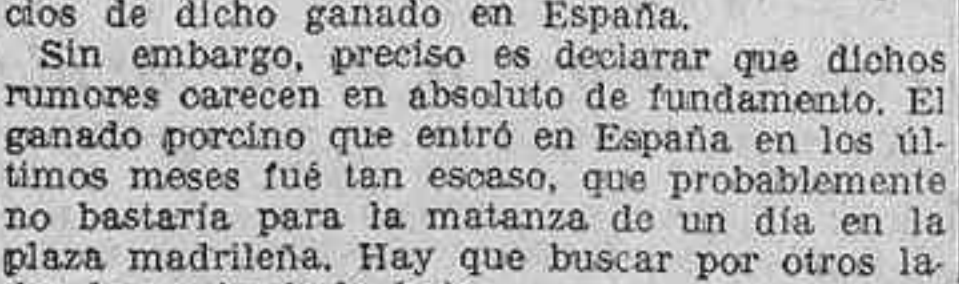 cios de dicho ganado en España.
Sin embargo, preciso es declarar que dichos
rumores carecen en absoluto de fundamento. El
ganado porcino que entró en España en los úl-
timos meses fué tan escaso, que probablemente
no bastaría para la matanza de un día en la
plaza madrileña. Hay que buscar por otros la-